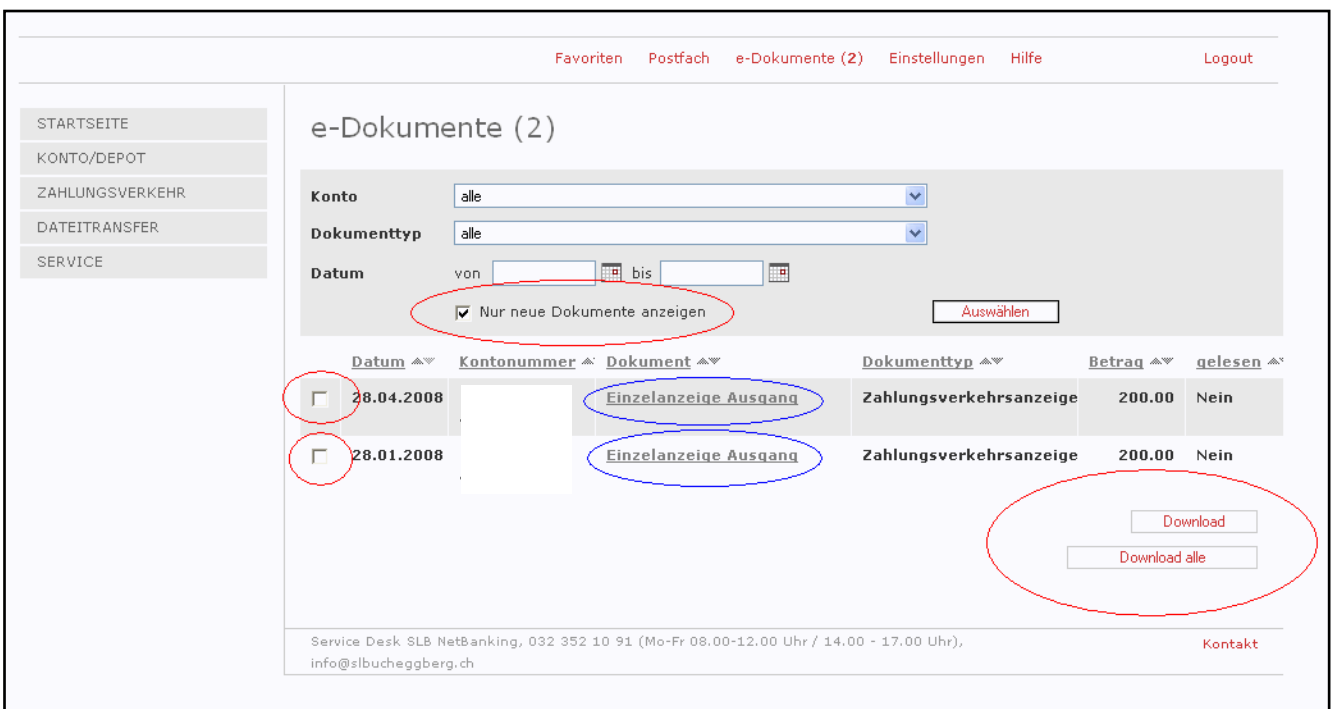 Favoriten Postfach e-Dokumente (2) Einstellungen Hilfe Logout
STARTSEITE
KONTO/DEPOT
ZAHLUNGSVERKEHR
DATEITRANSFER
SERVICE
e-Dokumente (2)
Konto alle
Dokumenttyp alle
Datum von bis
Nur neue Dokumente anzeigen Auswählen
Datum Kontonummer Dokument Dokumenttyp Betrag gelesen
28.04.2008 Einzelanzeige Ausgang Zahlungsverkehrsanzeige 200.00 Nein
28.01.2008 Einzelanzeige Ausgang Zahlungsverkehrsanzeige 200.00 Nein
Download
Download alle
Service Desk SLB NetBanking, 032 352 10 91 (Mo-Fr 08.00-12.00 Uhr / 14.00 - 17.00 Uhr), Kontakt
info@slbucheggberg.ch